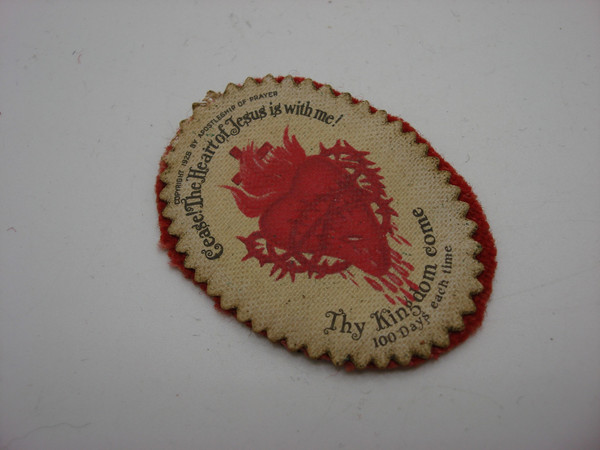 COPYRIGHT 1928 BY APOSTLESHIP OF PRAYER
Cease! The Heart of Jesus is with me!
Thy Kingdom come
100 Days each time